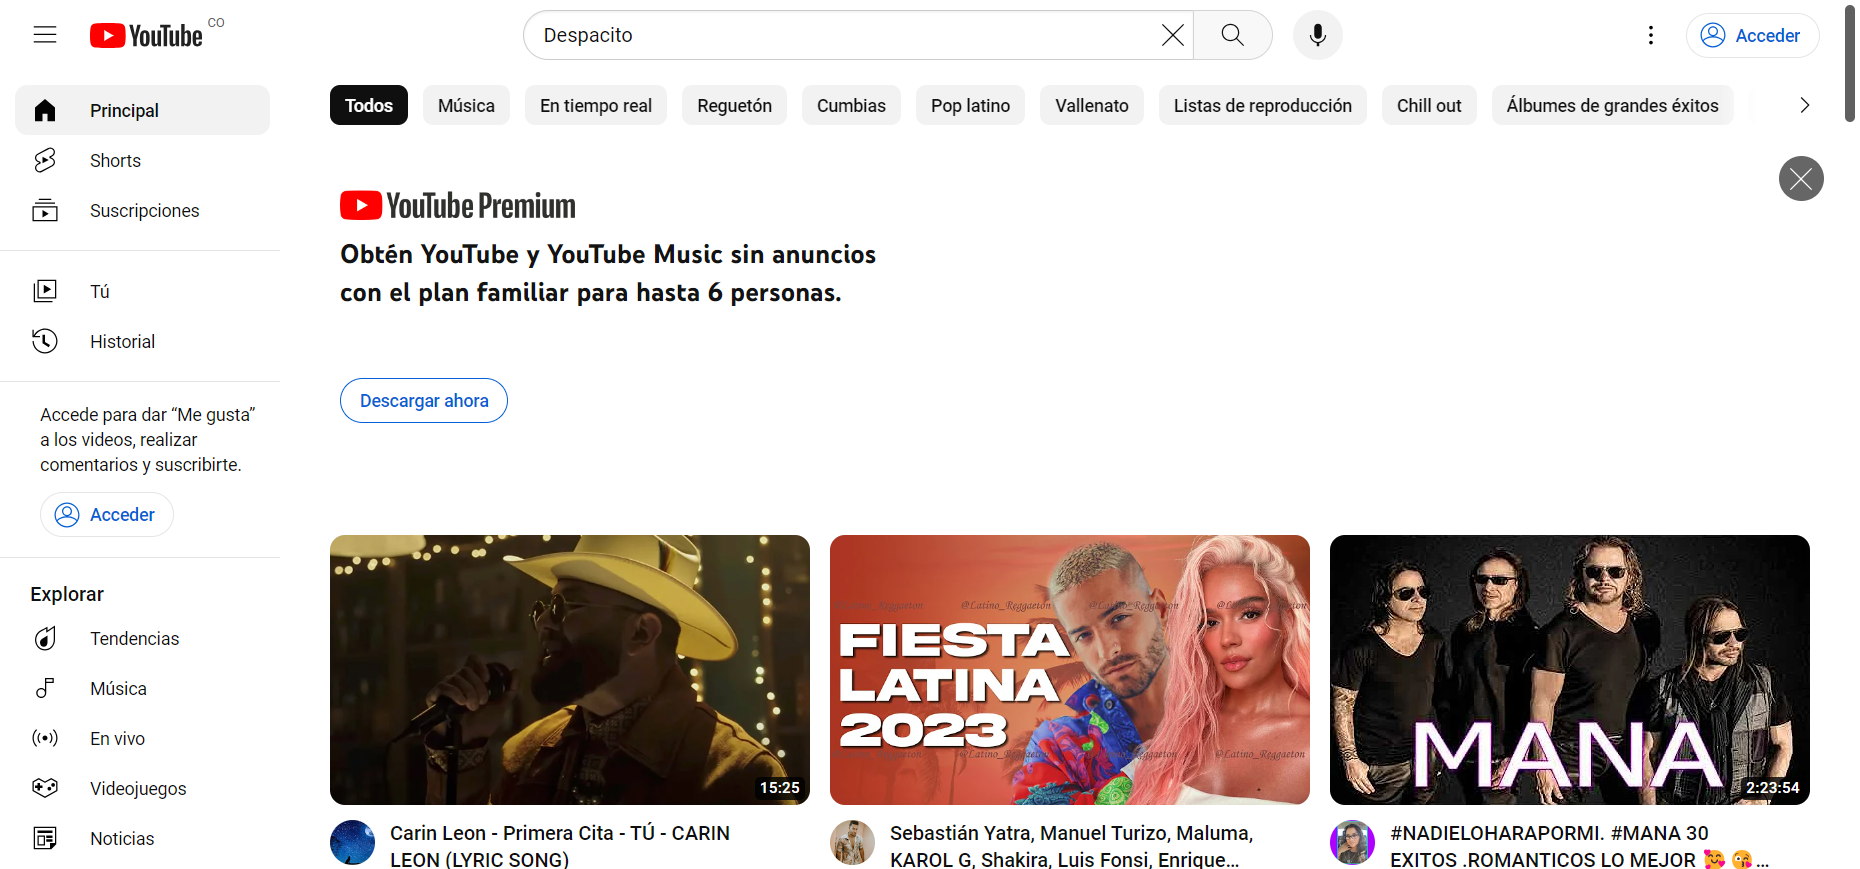 YouTube CO
Despacito
Acceder
Principal
Shorts
Suscripciones
Tú
Historial
Accede para dar “Me gusta”
a los videos, realizar
comentarios y suscribirte.
Acceder
Explorar
Tendencias
Música
En vivo
Videojuegos
Noticias
Todos
Música
En tiempo real
Reguetón
Cumbias
Pop latino
Vallenato
Listas de reproducción
Chill out
Álbumes de grandes éxitos
YouTube Premium
Obtén YouTube y YouTube Music sin anuncios
con el plan familiar para hasta 6 personas.
Descargar ahora
15:25
Carin Leon - Primera Cita - TÚ - CARIN
LEON (LYRIC SONG)
@Latino_Reggaeton @Latino_Reggaeton @Latino_Reggaeton
FIESTA
LATINA
2023
@Latino_Reggaeton @Latino_Reggaeton @Latino_Reggaeton
Sebastián Yatra, Manuel Turizo, Maluma,
KAROL G, Shakira, Luis Fonsi, Enrique...
MANA
2:23:54
#NADIELOHARAPORMI. #MANA 30
EXITOS .ROMANTICOS LO MEJOR 🥰 😘 ...